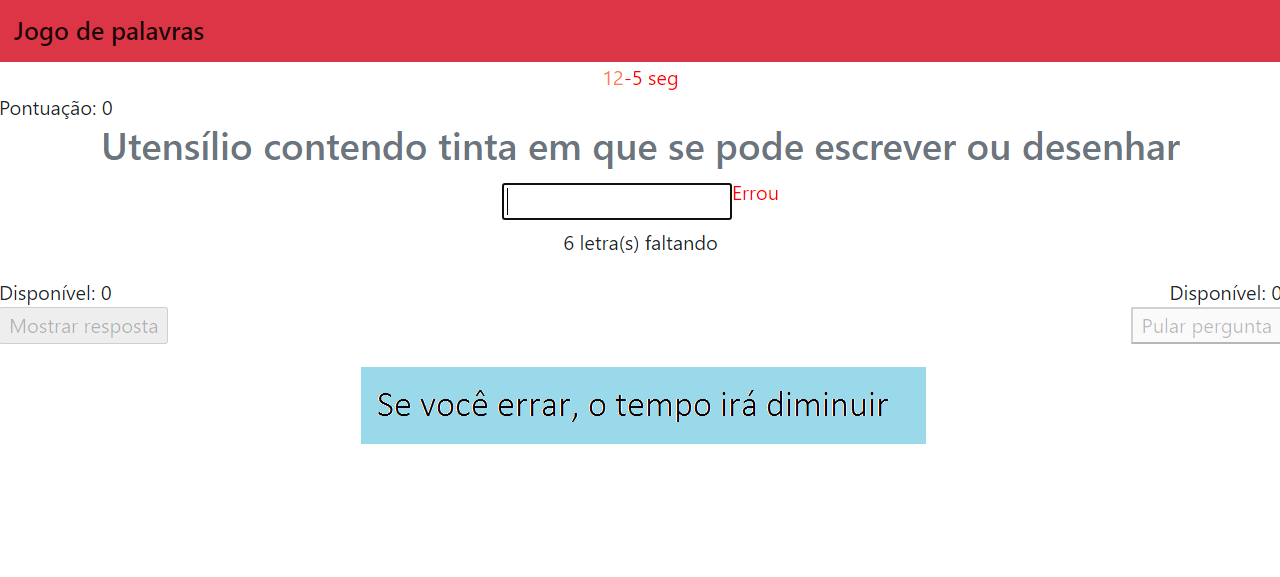 Jogo de palavras
12-5 seg
Pontuação: 0
Utensílio contendo tinta em que se pode escrever ou desenhar
Errou
6 letra(s) faltando
Disponível: 0
Disponível: 0
Mostrar resposta
Pular pergunta
Se você errar, o tempo irá diminuir